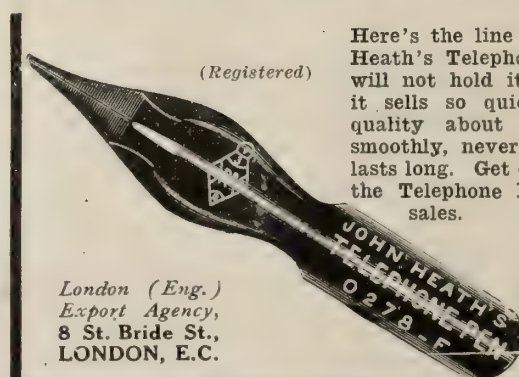 Here's the line
Heath's Telepho
(Registered)
will not hold it
it sells so quic
quality about
smoothly, never
lasts long. Get
the Telephone
sales.
JOHN HEATH'S
TELEPHONE PEN
0278-F
London (Eng.)
Export Agency,
8 St. Bride St.,
LONDON, E.C.